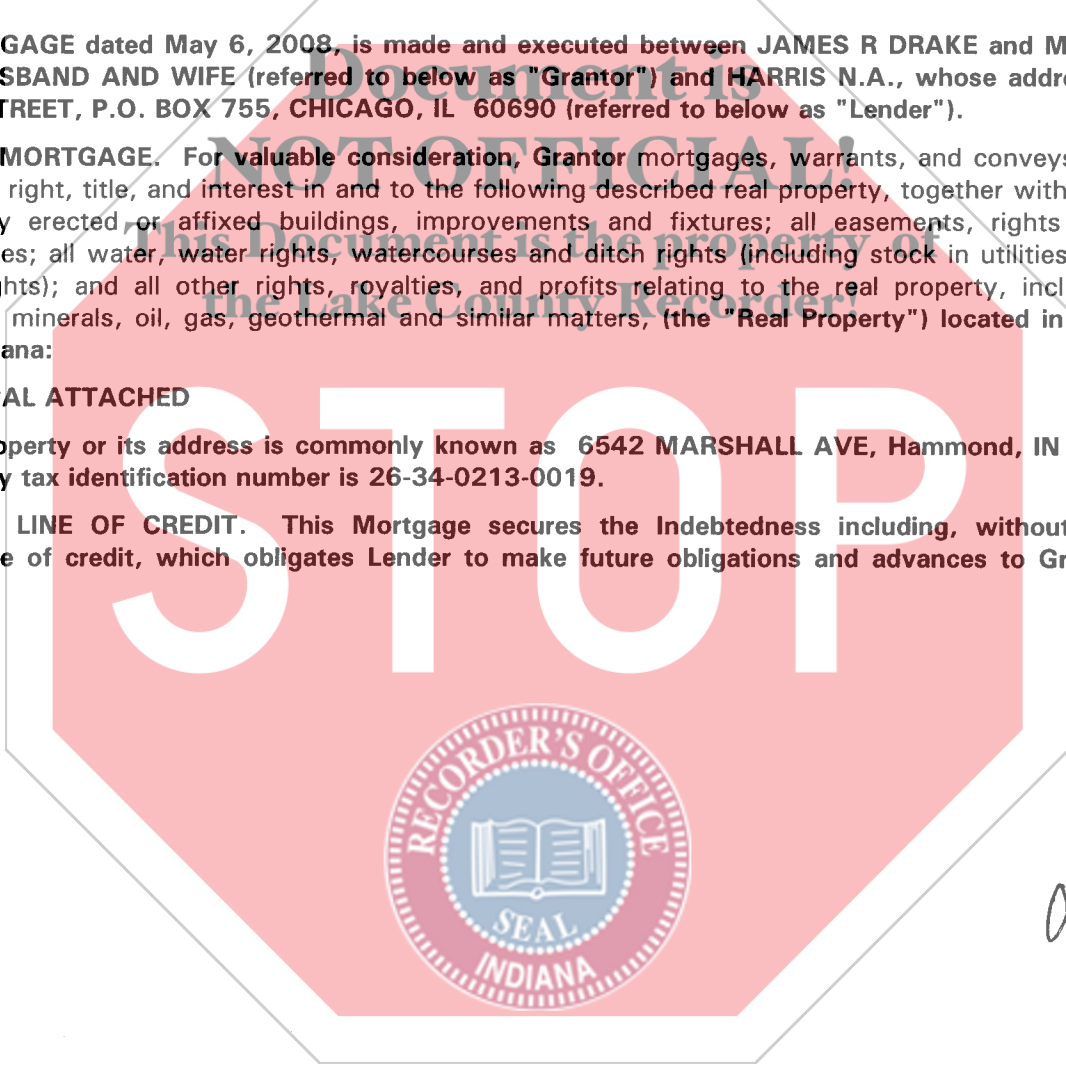 GAGE dated May 6, 2008, is made and executed between JAMES R DRAKE and M
SBAND AND WIFE (referred to below as "Grantor") and HARRIS N.A., whose addre
TREET, P.O. BOX 755, CHICAGO, IL 60690 (referred to below as "Lender").
MORTGAGE. For valuable consideration, Grantor mortgages, warrants, and conveys
right, title, and interest in and to the following described real property, together with
y erected or affixed buildings, improvements and fixtures; all easements, rights
es; all water, water rights, watercourses and ditch rights (including stock in utilities
ghts); and all other rights, royalties, and profits relating to the real property, incl
minerals, oil, gas, geothermal and similar matters, (the "Real Property") located in
ana:
AL ATTACHED
operty or its address is commonly known as 6542 MARSHALL AVE, Hammond, IN
y tax identification number is 26-34-0213-0019.
LINE OF CREDIT. This Mortgage secures the Indebtedness including, without
e of credit, which obligates Lender to make future obligations and advances to Gr
Document is
NOT OFFICIAL!
This Document is the property of
the Lake County Recorder!
STOP
RECORDER'S OFFICE
SEAL
INDIANA